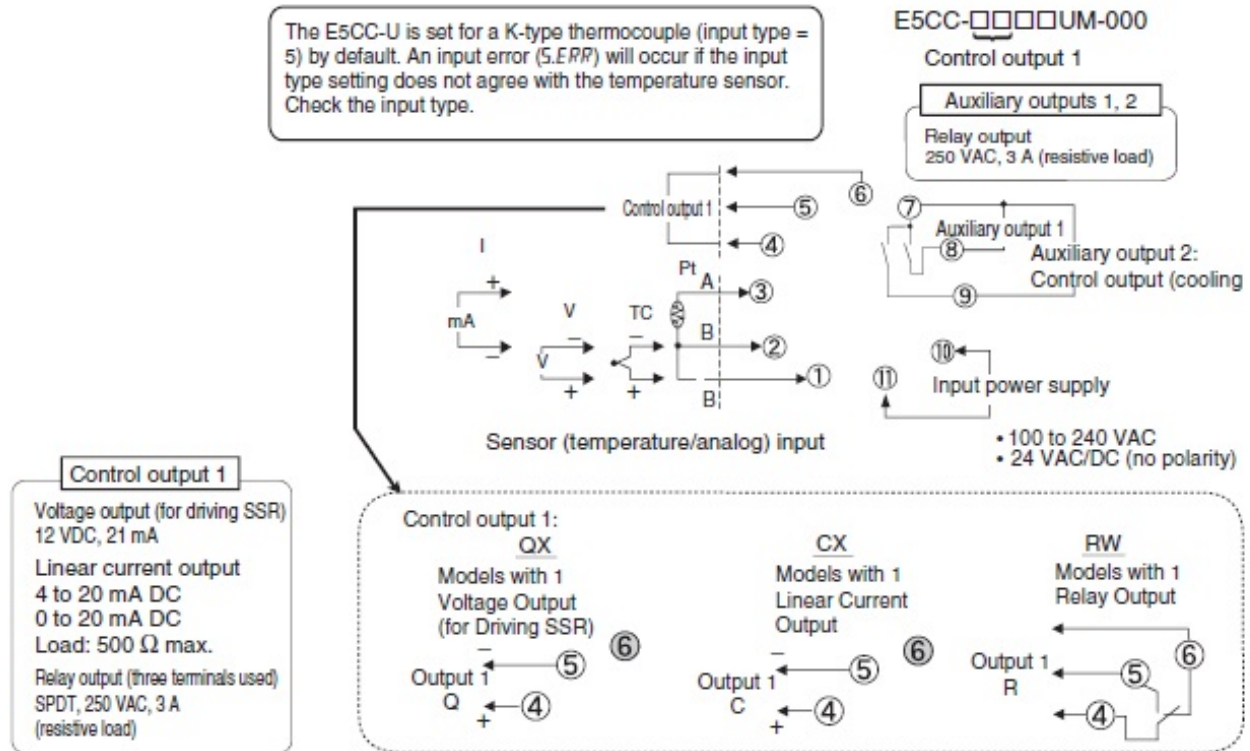 The E5CC-U is set for a K-type thermocouple (input type =
5) by default. An input error (S.ERR) will occur if the input
type setting does not agree with the temperature sensor.
Check the input type.
E5CC-□□□□UM-000
Control output 1
Auxiliary outputs 1, 2
Relay output
250 VAC, 3 A (resistive load)
Control output 1
⑥
⑤
④
⑦
Auxiliary output 1
⑧
Auxiliary output 2:
Control output (cooling
⑨
I
+
mA
−
V
−
V
+
TC
−
+
Pt
A
③
B
②
B
①
⑩
⑪
Input power supply
• 100 to 240 VAC
• 24 VAC/DC (no polarity)
Sensor (temperature/analog) input
Control output 1
Voltage output (for driving SSR)
12 VDC, 21 mA
Linear current output
4 to 20 mA DC
0 to 20 mA DC
Load: 500 Ω max.
Relay output (three terminals used)
SPDT, 250 VAC, 3 A
(resistive load)
Control output 1:
QX
Models with 1
Voltage Output
(for Driving SSR)
⑥
−
⑤
Output 1
Q
④
+
CX
Models with 1
Linear Current
Output
⑥
−
⑤
Output 1
C
④
+
RW
Models with 1
Relay Output
⑥
Output 1
R
⑤
④